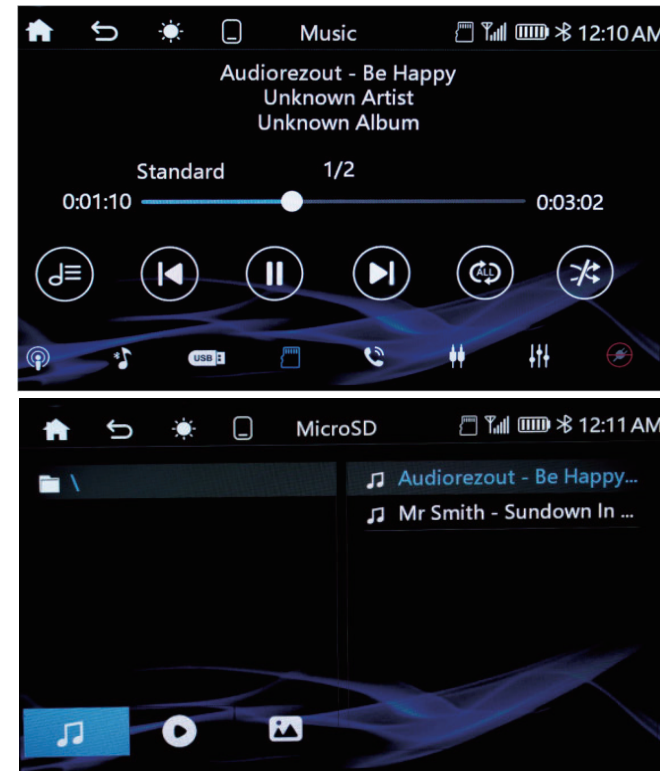 Music
12:10 AM
Audiorezout - Be Happy
Unknown Artist
Unknown Album
Standard 1/2
0:01:10 0:03:02
ALL
USB
MicroSD
12:11 AM
\
Audiorezout - Be Happy...
Mr Smith - Sundown In ...